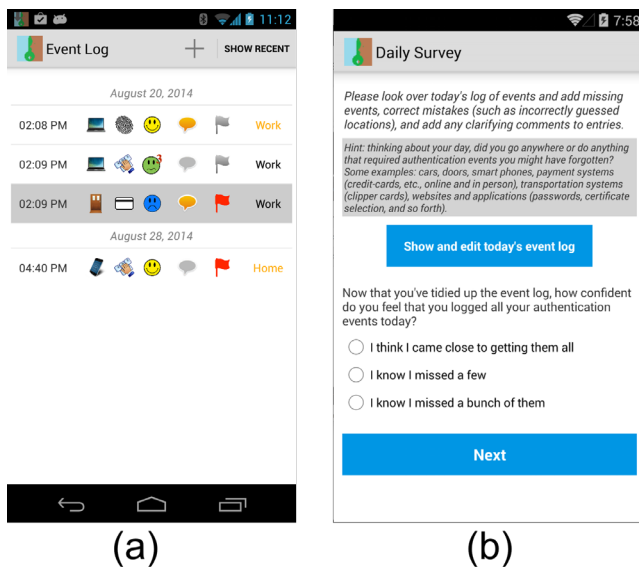 11:12
Event Log
SHOW RECENT
August 20, 2014
02:08 PM Work
02:09 PM Work
02:09 PM Work
August 28, 2014
04:40 PM Home
(a)
7:58
Daily Survey
Please look over today's log of events and add missing
events, correct mistakes (such as incorrectly guessed
locations), and add any clarifying comments to entries.
Hint: thinking about your day, did you go anywhere or do anything
that required authentication events you might have forgotten?
Some examples: cars, doors, smart phones, payment systems
(credit-cards, etc., online and in person), transportation systems
(clipper cards), websites and applications (passwords, certificate
selection, and so forth).
Show and edit today's event log
Now that you've tidied up the event log, how confident
do you feel that you logged all your authentication
events today?
I think I came close to getting them all
I know I missed a few
I know I missed a bunch of them
Next
(b)